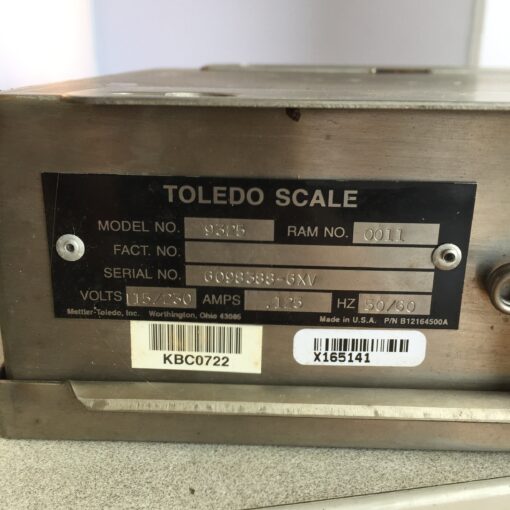 TOLEDO SCALE
MODEL NO. 9325 RAM NO. 0011
FACT. NO.
SERIAL NO. 6098588-6XV
VOLTS 115/230 AMPS .125 HZ 50/60
Mettler-Toledo, Inc. Worthington, Ohio 43085 Made in U.S.A. P/N B12164500A
KBC0722
X165141